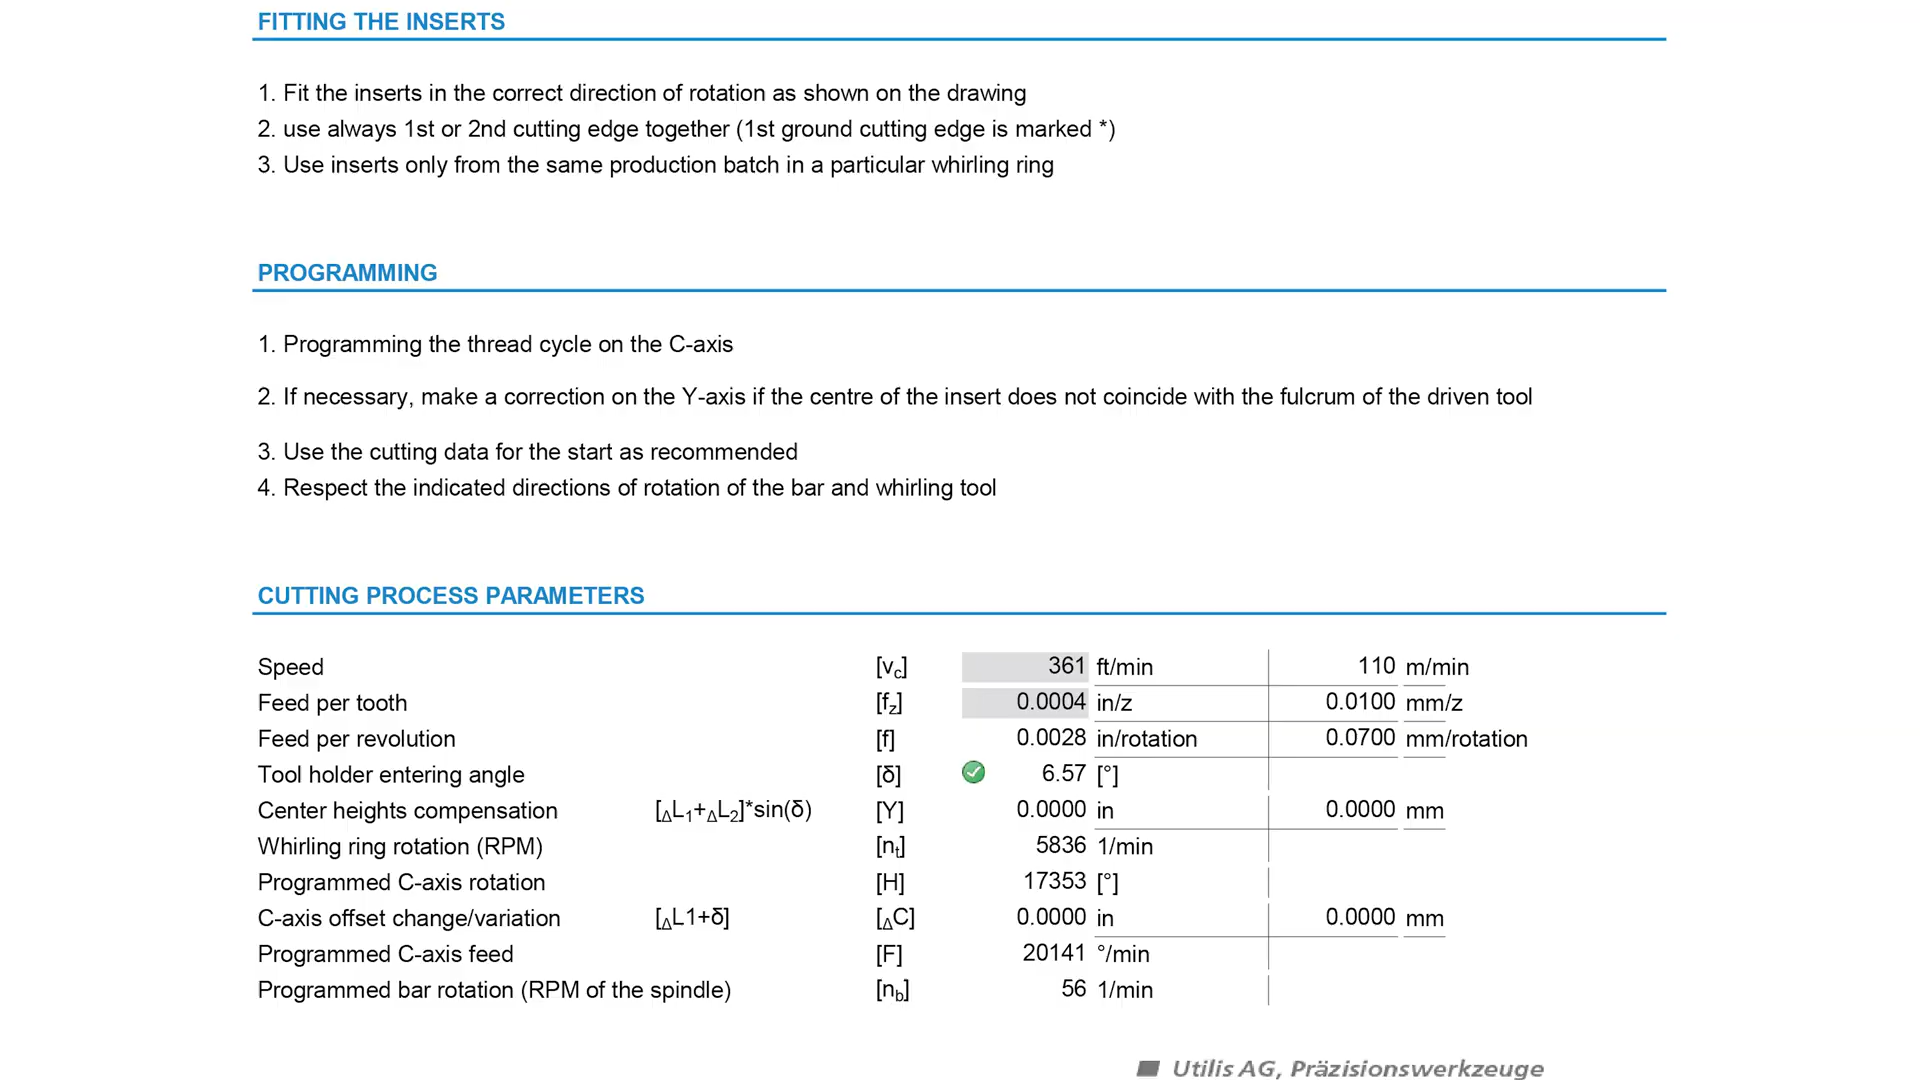 FITTING THE INSERTS
1. Fit the inserts in the correct direction of rotation as shown on the drawing
2. use always 1st or 2nd cutting edge together (1st ground cutting edge is marked *)
3. Use inserts only from the same production batch in a particular whirling ring
PROGRAMMING
1. Programming the thread cycle on the C-axis
2. If necessary, make a correction on the Y-axis if the centre of the insert does not coincide with the fulcrum of the driven tool
3. Use the cutting data for the start as recommended
4. Respect the indicated directions of rotation of the bar and whirling tool
CUTTING PROCESS PARAMETERS
Speed [vc] 361 ft/min 110 m/min
Feed per tooth [fz] 0.0004 in/z 0.0100 mm/z
Feed per revolution [f] 0.0028 in/rotation 0.0700 mm/rotation
Tool holder entering angle [δ] 6.57 [°]
Center heights compensation [ΔL1+ΔL2]*sin(δ) [Y] 0.0000 in 0.0000 mm
Whirling ring rotation (RPM) [nt] 5836 1/min
Programmed C-axis rotation [H] 17353 [°]
C-axis offset change/variation [ΔL1+δ] [ΔC] 0.0000 in 0.0000 mm
Programmed C-axis feed [F] 20141 °/min
Programmed bar rotation (RPM of the spindle) [nb] 56 1/min
Utilis AG, Präzisionswerkzeuge